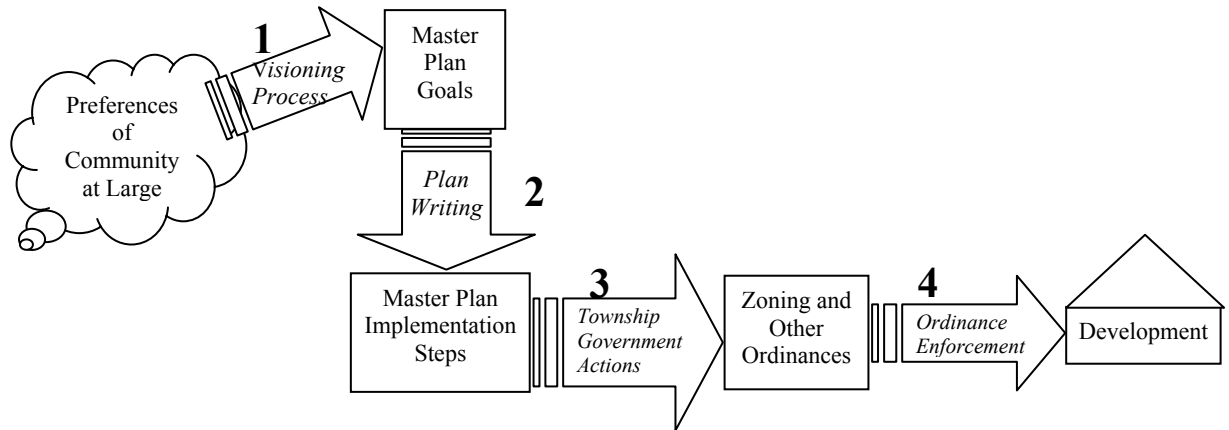 Preferences
of
Community
at Large
1
Visioning
Process
Master
Plan
Goals
Plan
Writing
2
Master Plan
Implementation
Steps
3
Township
Government
Actions
Zoning and
Other
Ordinances
4
Ordinance
Enforcement
Development